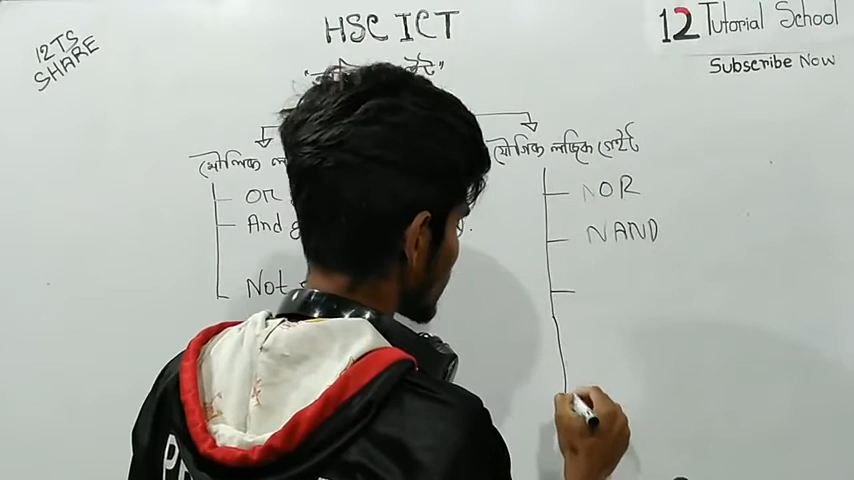 HSC ICT
12 Tutorial School
Subscribe Now
12TS
SHARE
মৌলিক
যৌগিক লজিক গেইট
OR
And
Not
NOR
NAND